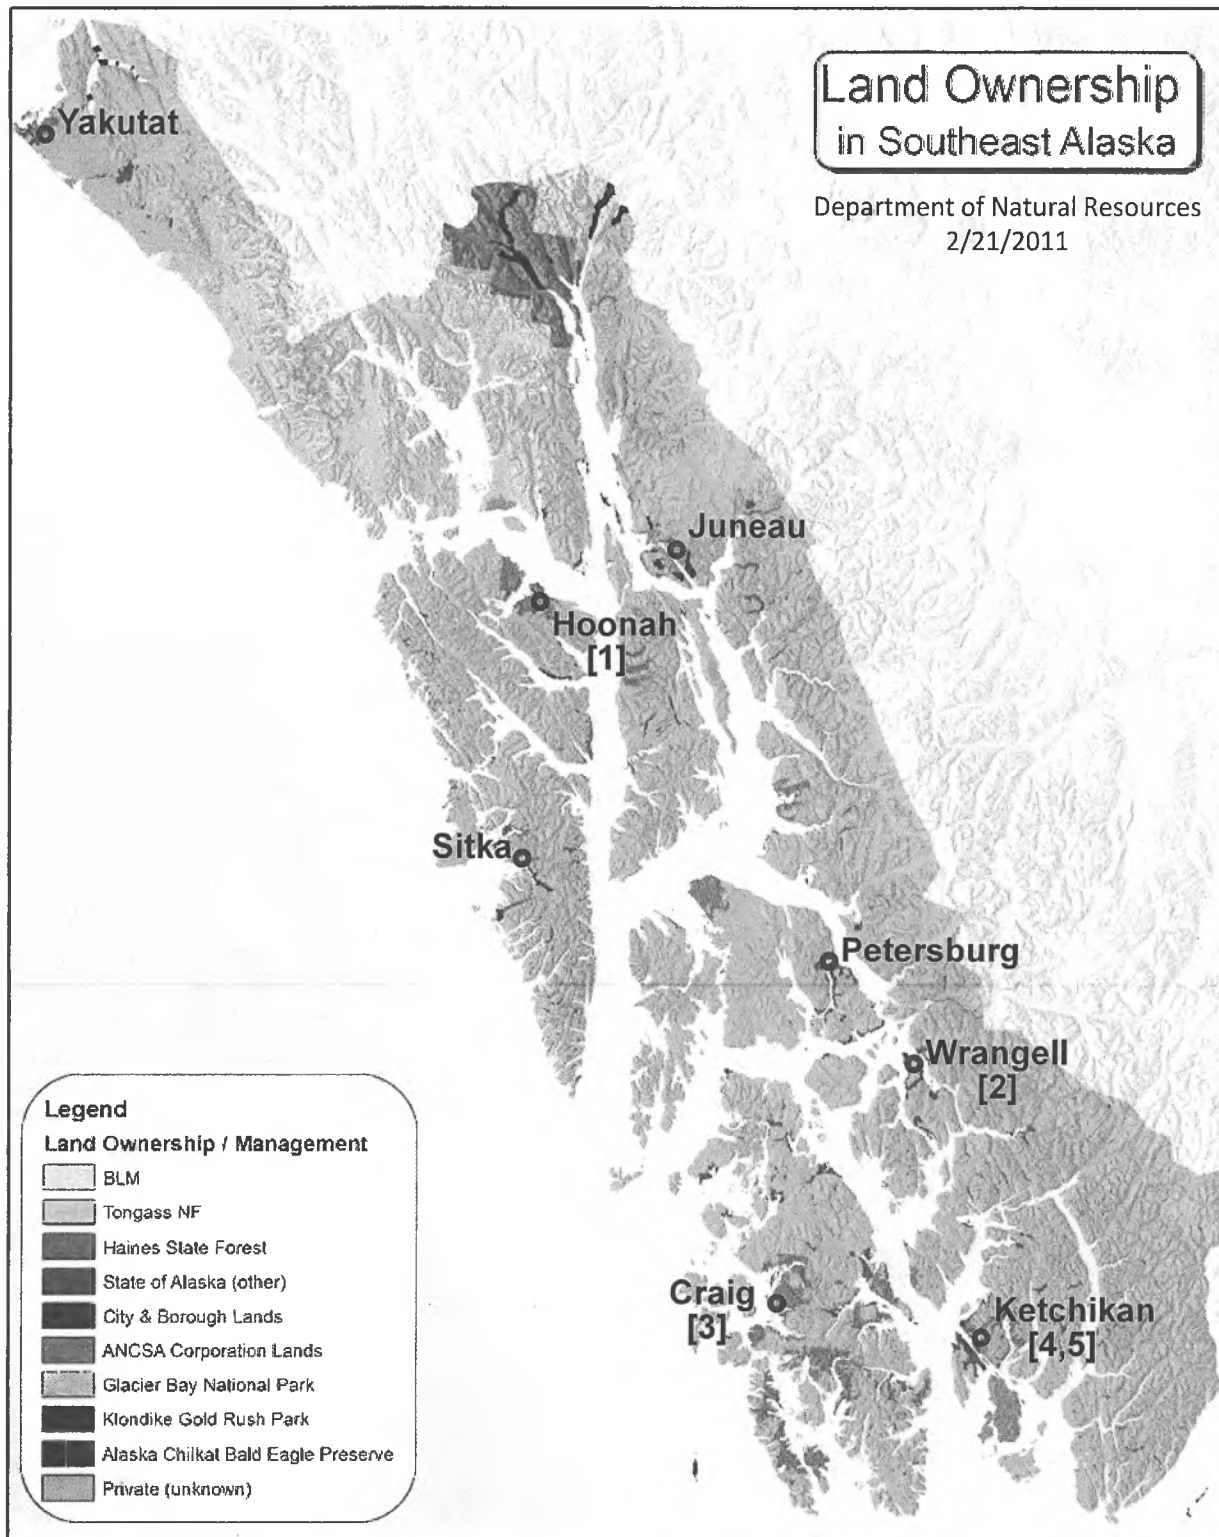 Land Ownership
in Southeast Alaska
Department of Natural Resources
2/21/2011
Yakutat
Juneau
Hoonah
[1]
Sitka
Petersburg
Wrangell
[2]
Craig
[3]
Ketchikan
[4,5]
Legend
Land Ownership / Management
BLM
Tongass NF
Haines State Forest
State of Alaska (other)
City & Borough Lands
ANCSA Corporation Lands
Glacier Bay National Park
Klondike Gold Rush Park
Alaska Chilkat Bald Eagle Preserve
Private (unknown)